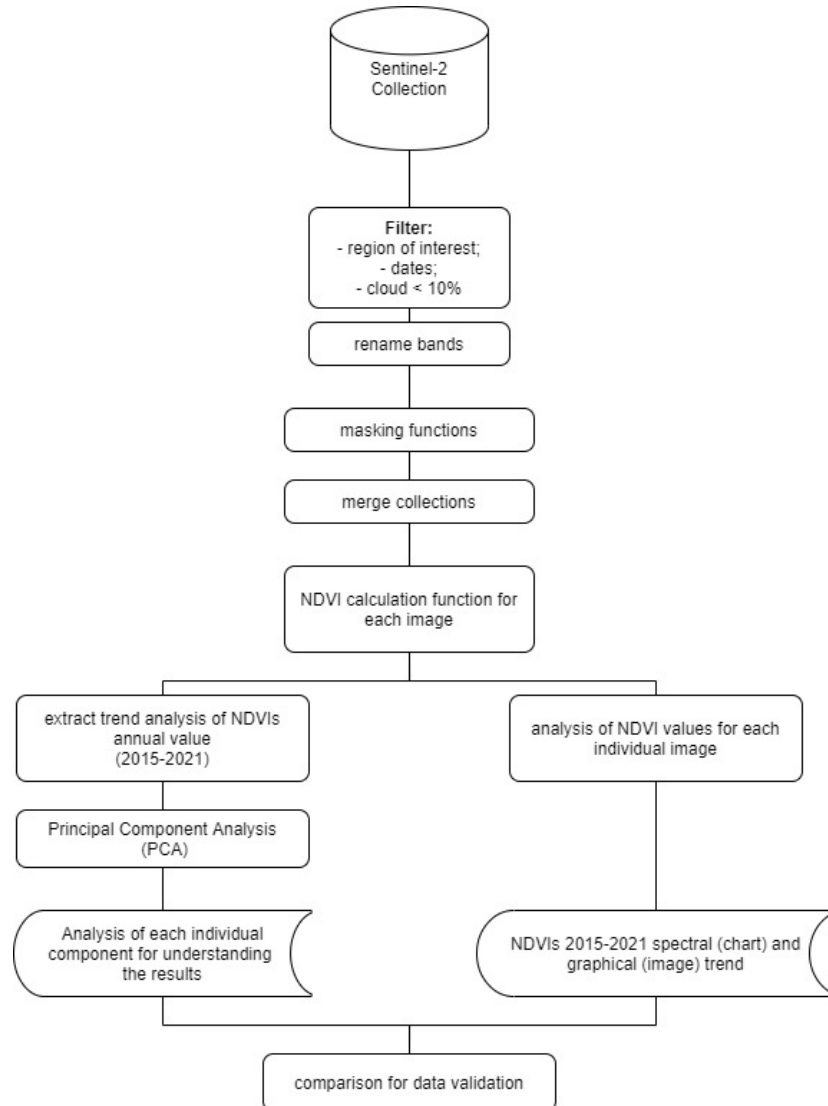 Sentinel-2
Collection
Filter:
- region of interest;
- dates;
- cloud < 10%
rename bands
masking functions
merge collections
NDVI calculation function for
each image
extract trend analysis of NDVIs
annual value
(2015-2021)
analysis of NDVI values for each
individual image
Principal Component Analysis
(PCA)
Analysis of each individual
component for understanding
the results
NDVIs 2015-2021 spectral (chart) and
graphical (image) trend
comparison for data validation